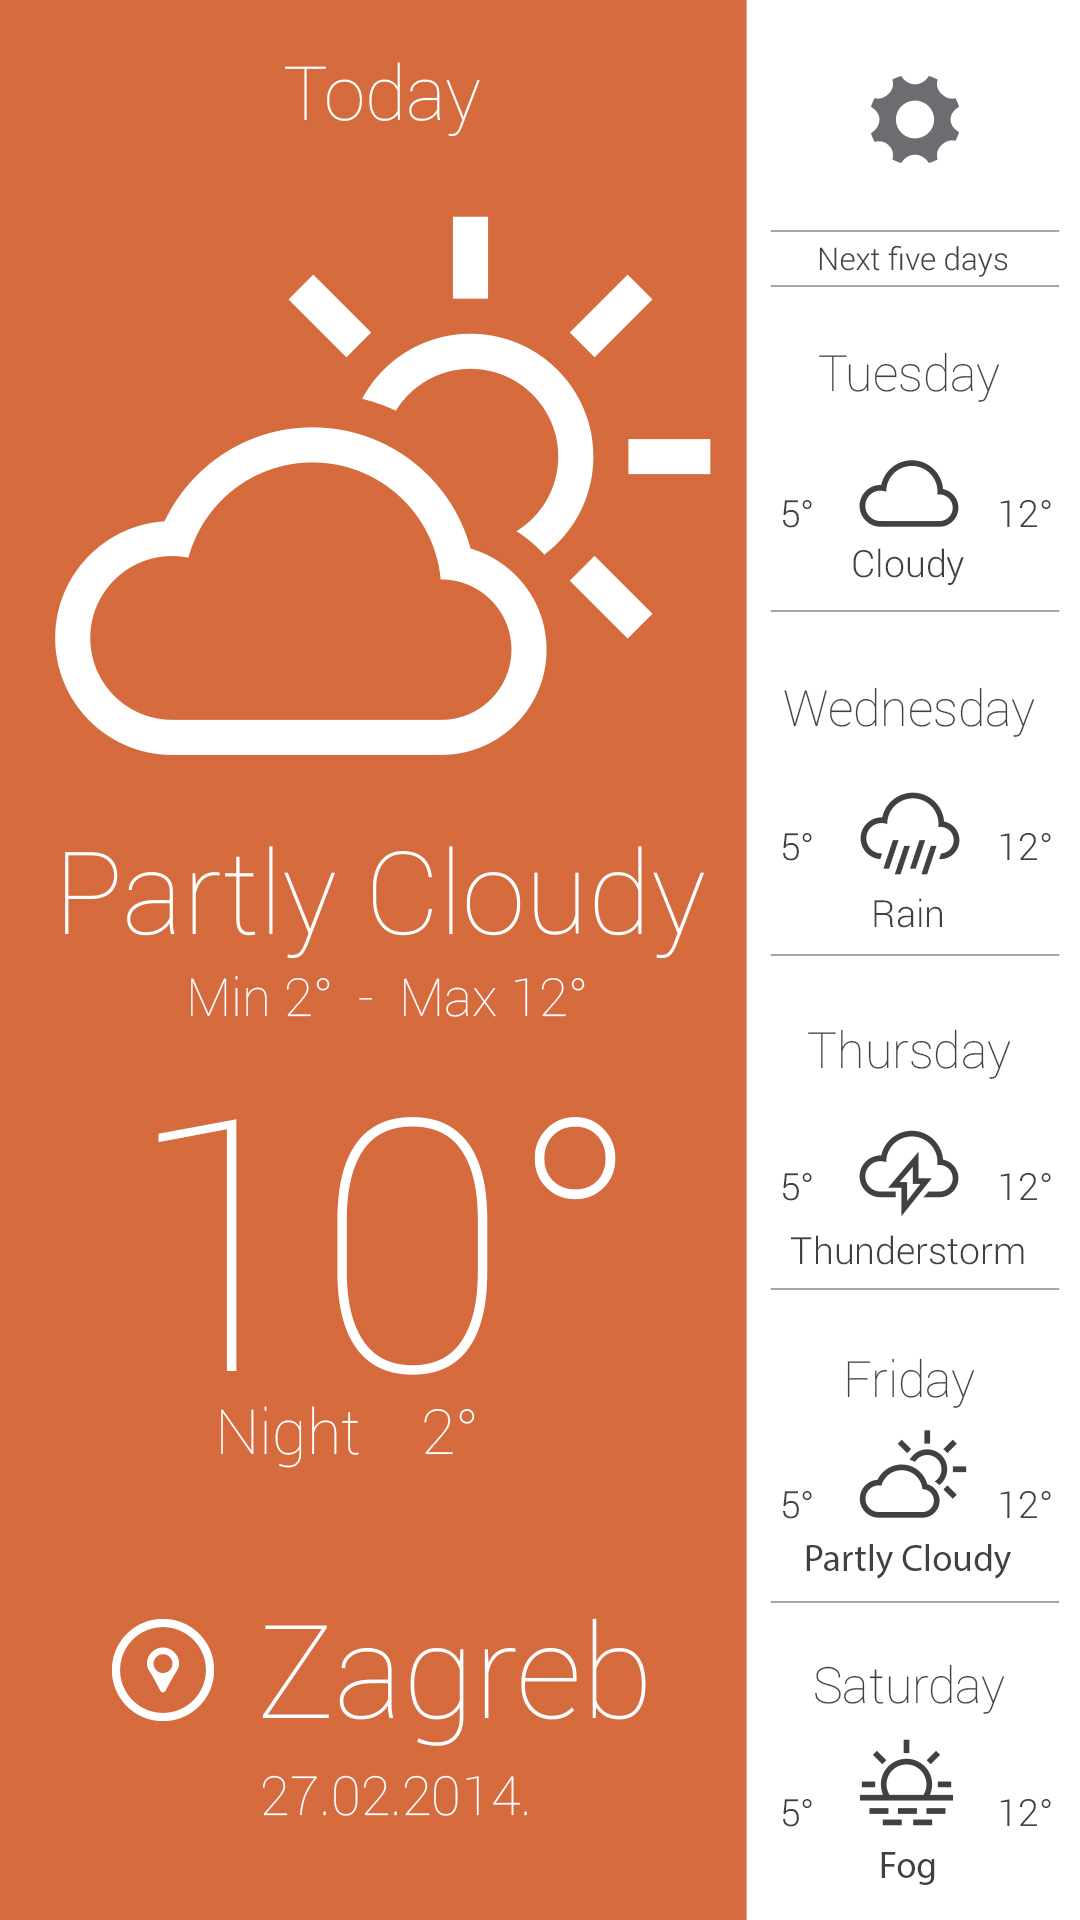 Today
Partly Cloudy
Min 2° - Max 12°
10°
Night 2°
Zagreb
27.02.2014.
Next five days
Tuesday
5° 12°
Cloudy
Wednesday
5° 12°
Rain
Thursday
5° 12°
Thunderstorm
Friday
5° 12°
Partly Cloudy
Saturday
5° 12°
Fog